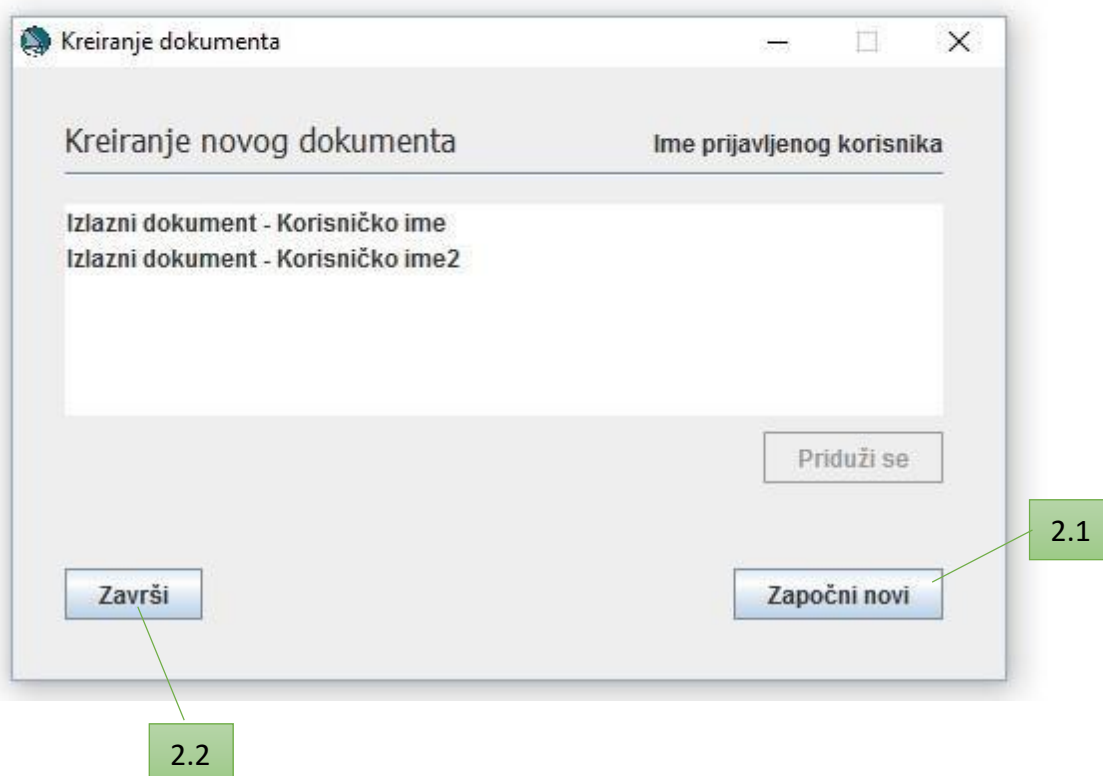 Kreiranje dokumenta
Kreiranje novog dokumenta
Ime prijavljenog korisnika
Izlazni dokument - Korisničko ime
Izlazni dokument - Korisničko ime2
Priduži se
2.1
Završi
Započni novi
2.2